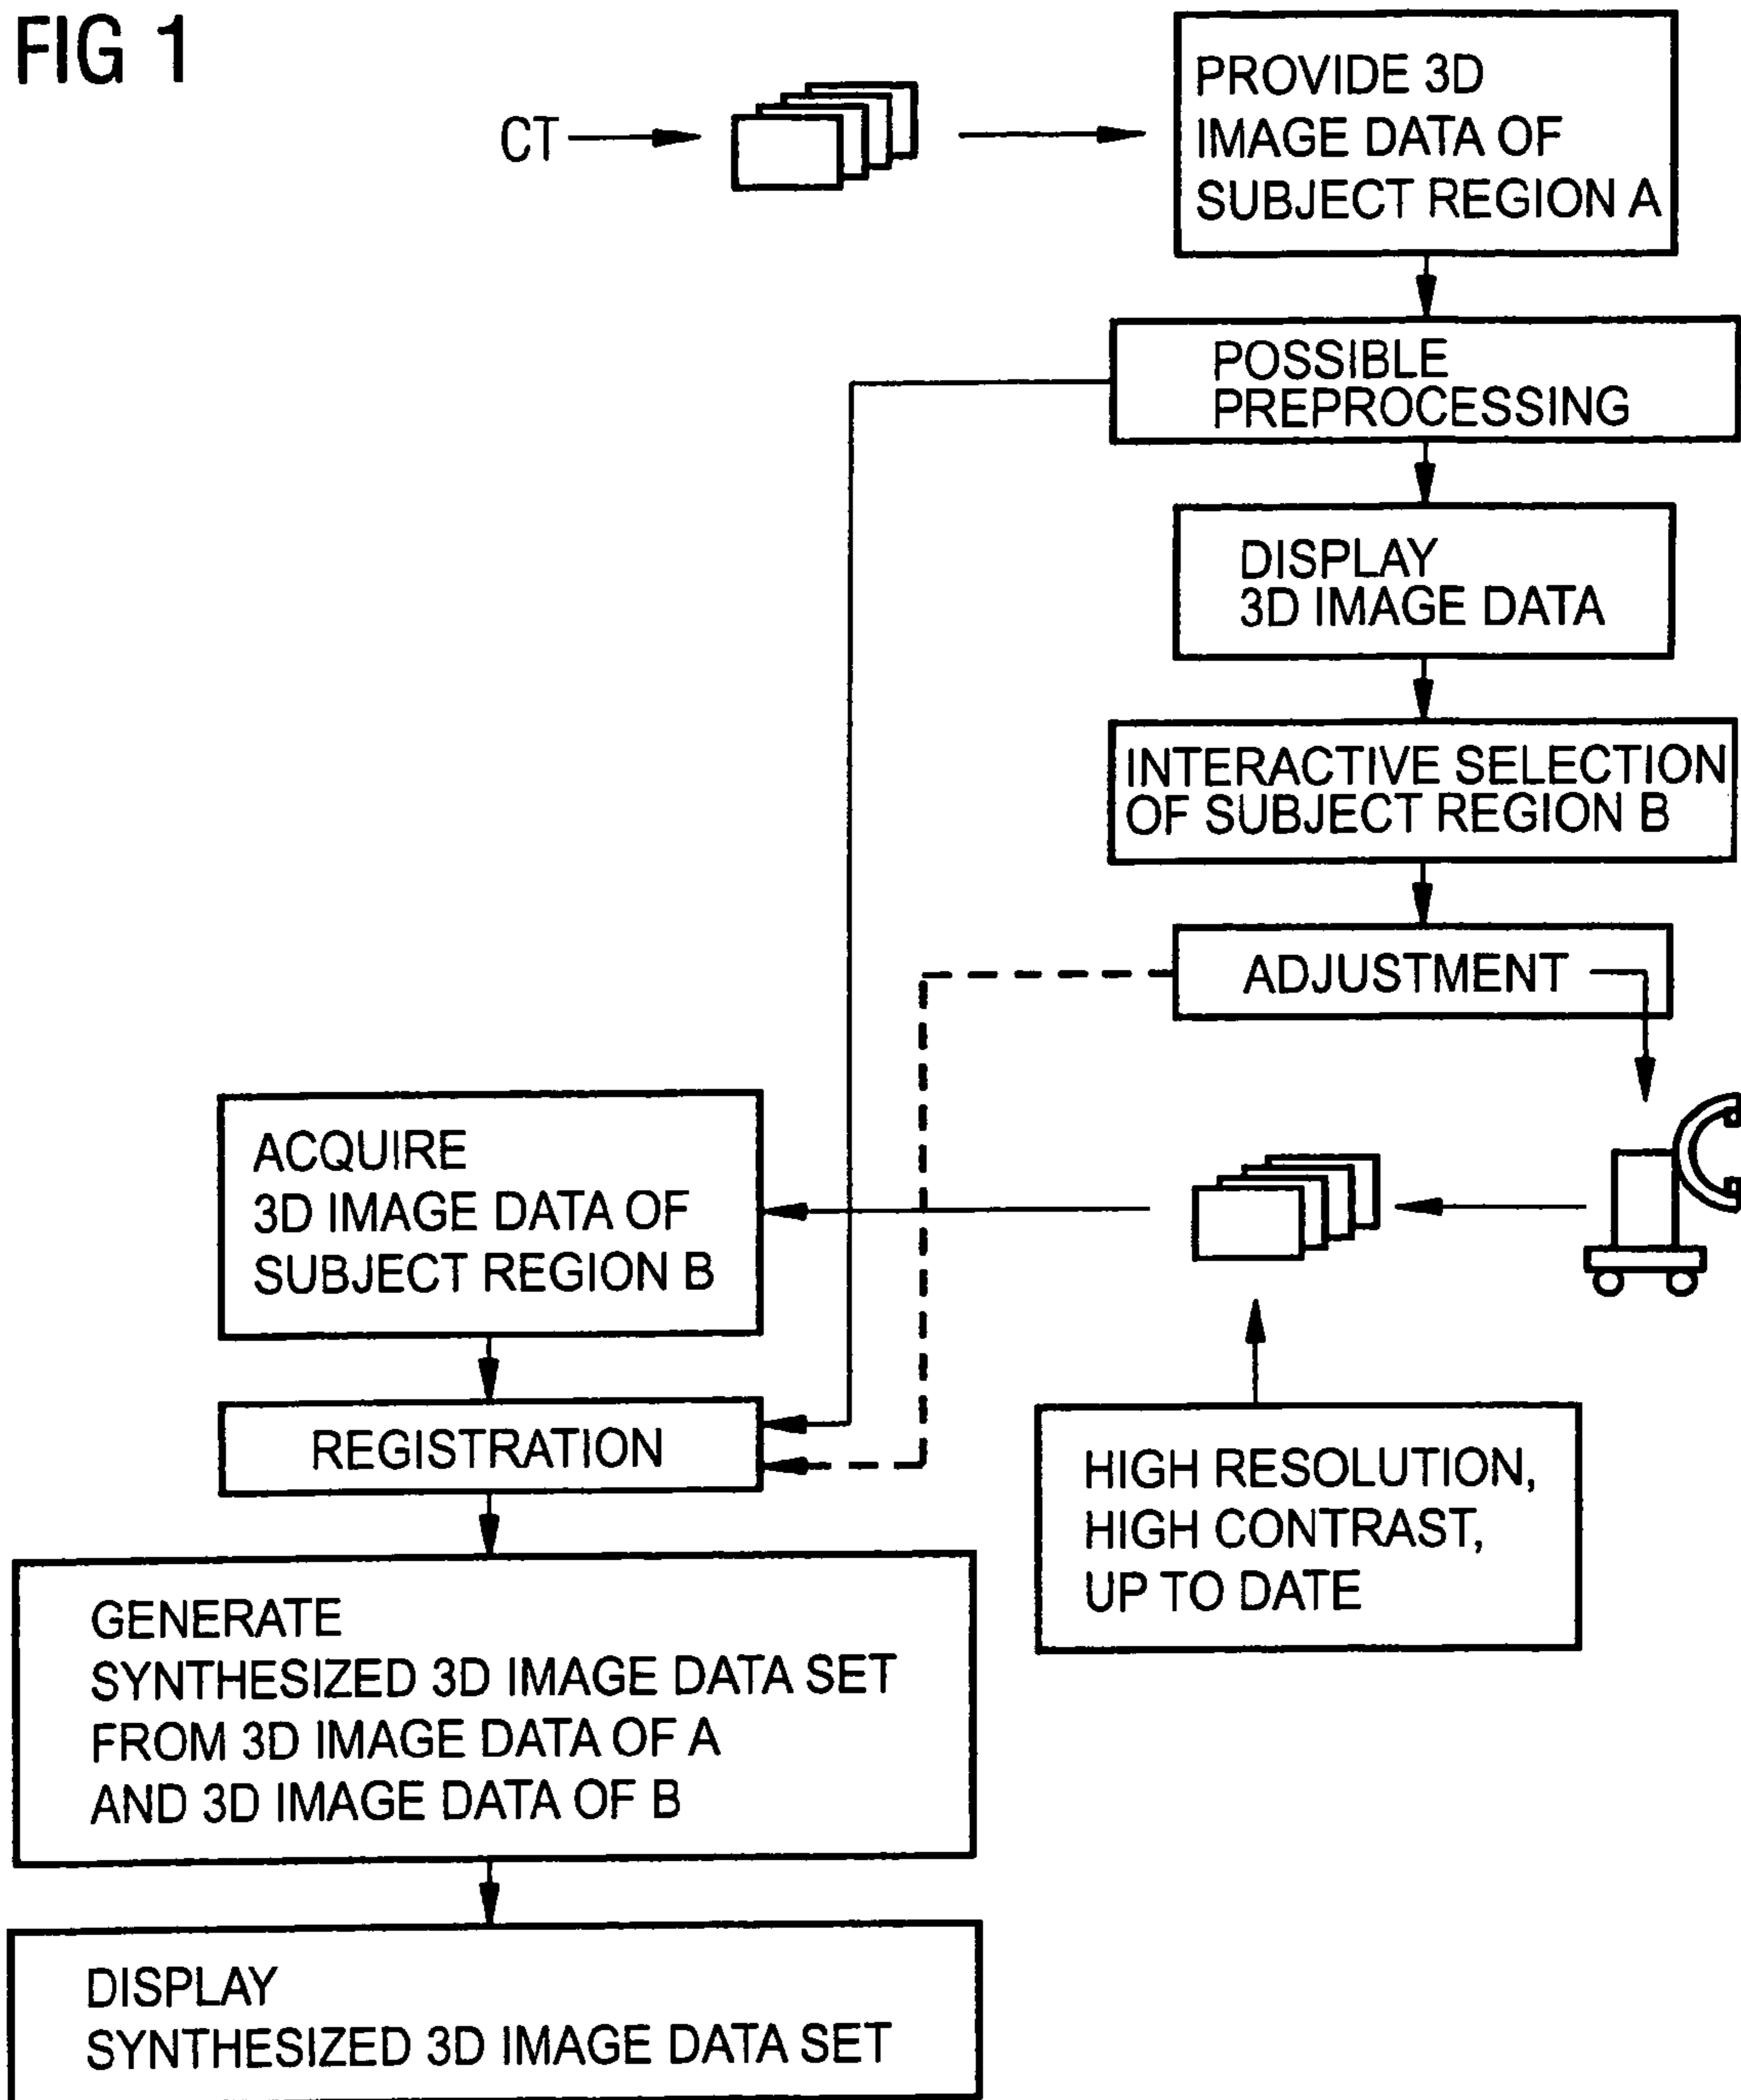 FIG 1
CT
PROVIDE 3D
IMAGE DATA OF
SUBJECT REGION A
POSSIBLE
PREPROCESSING
DISPLAY
3D IMAGE DATA
INTERACTIVE SELECTION
OF SUBJECT REGION B
ADJUSTMENT
ACQUIRE
3D IMAGE DATA OF
SUBJECT REGION B
REGISTRATION
HIGH RESOLUTION,
HIGH CONTRAST,
UP TO DATE
GENERATE
SYNTHESIZED 3D IMAGE DATA SET
FROM 3D IMAGE DATA OF A
AND 3D IMAGE DATA OF B
DISPLAY
SYNTHESIZED 3D IMAGE DATA SET